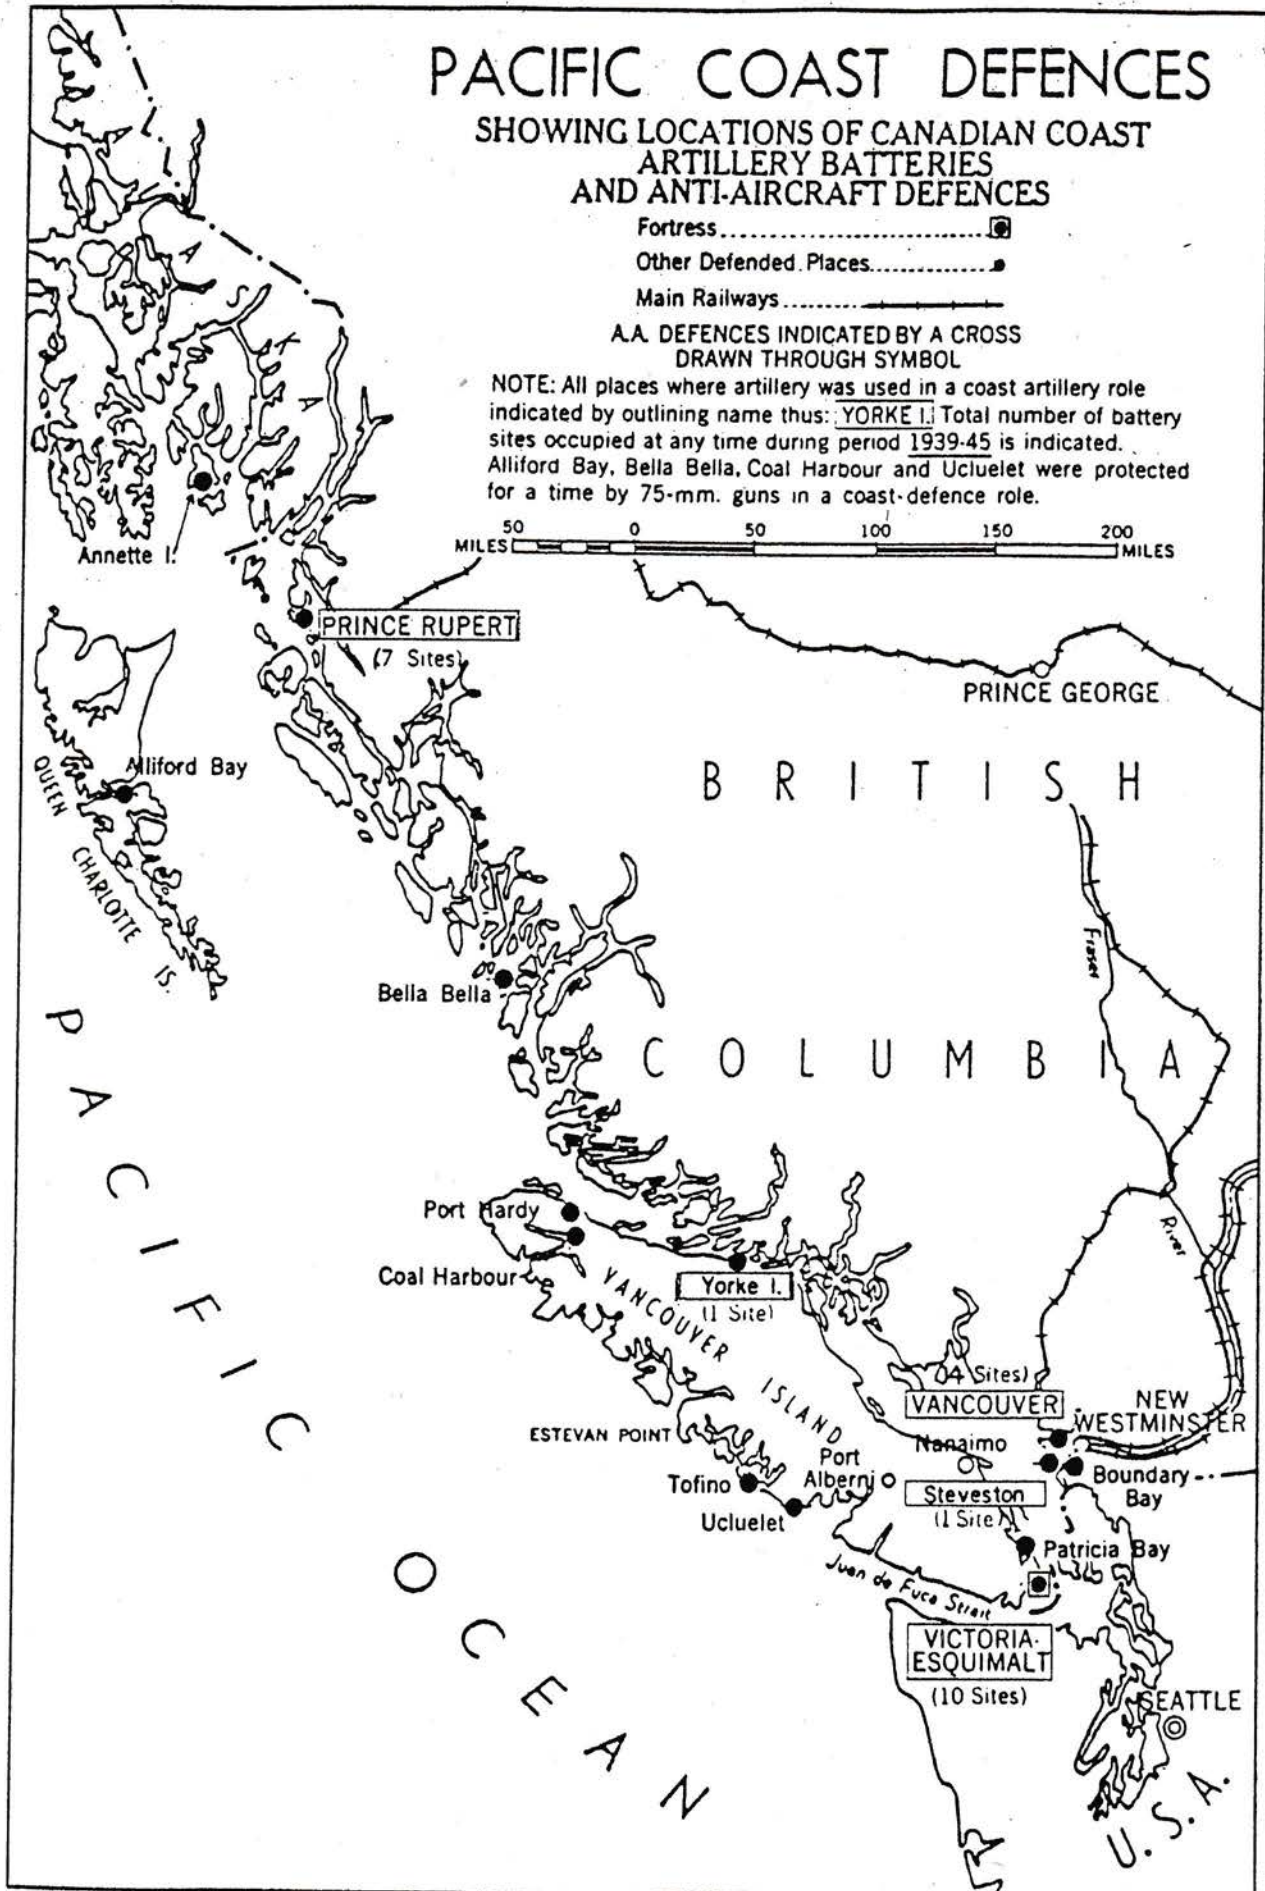 PACIFIC COAST DEFENCES
SHOWING LOCATIONS OF CANADIAN COAST
ARTILLERY BATTERIES
AND ANTI-AIRCRAFT DEFENCES
Fortress
Other Defended Places
Main Railways
A.A. DEFENCES INDICATED BY A CROSS
DRAWN THROUGH SYMBOL
NOTE: All places where artillery was used in a coast artillery role
indicated by outlining name thus: YORKE I. Total number of battery
sites occupied at any time during period 1939-45 is indicated.
Alliford Bay, Bella Bella, Coal Harbour and Ucluelet were protected
for a time by 75-mm. guns in a coast-defence role.
50 0 50 100 150 200
MILES MILES
ALASKA
Annette I.
PRINCE RUPERT
(7 Sites)
PRINCE GEORGE
Alliford Bay
QUEEN CHARLOTTE IS.
BRITISH
COLUMBIA
Fraser
River
Bella Bella
PACIFIC OCEAN
Port Hardy
Coal Harbour
Yorke I.
(1 Site)
VANCOUVER ISLAND
(4 Sites)
VANCOUVER
NEW
WESTMINSTER
ESTEVAN POINT
Nanaimo
Port
Alberni
Tofino
Ucluelet
Steveston
(1 Site)
Boundary
Bay
Patricia Bay
Juan de Fuca Strait
VICTORIA-
ESQUIMALT
(10 Sites)
SEATTLE
U.S.A.